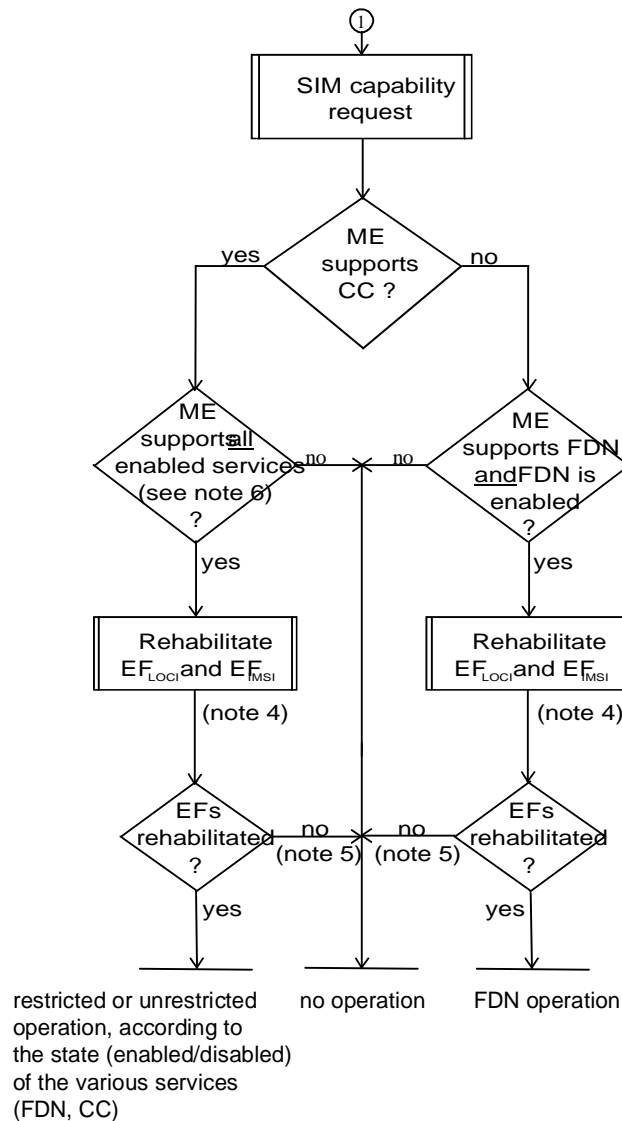 1
SIM capability
request
ME
supports
CC ?
yes
no
ME
supports all
enabled services
(see note 6)
?
no
no
ME
supports FDN
and FDN is
enabled
?
yes
yes
Rehabilitate
EFLOCI and EFIMSI
Rehabilitate
EFLOCI and EFIMSI
(note 4)
(note 4)
EFs
rehabilitated
?
no
(note 5)
no
(note 5)
EFs
rehabilitated
?
yes
yes
restricted or unrestricted
operation, according to
the state (enabled/disabled)
of the various services
(FDN, CC)
no operation
FDN operation